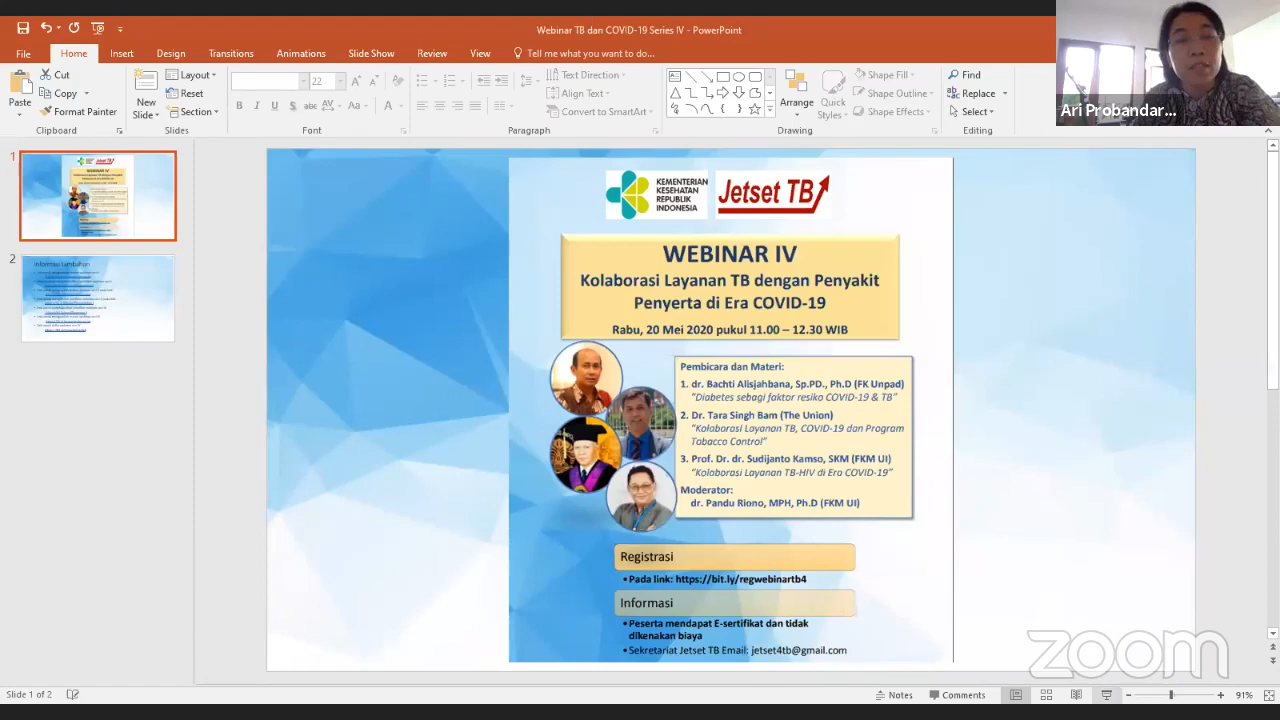 Webinar TB dan COVID-19 Series IV - PowerPoint
File Home Insert Design Transitions Animations Slide Show Review View Tell me what you want to do...
Paste
Cut
Copy
Format Painter
Clipboard
New
Slide
Layout
Reset
Section
Slides
22
Font
Text Direction
Align Text
Convert to SmartArt
Paragraph
Arrange
Quick
Styles
Shape Fill
Shape Outline
Shape Effects
Drawing
Find
Replace
Select
Editing
Ari Probandar...
1
2
Informasi Tambahan
KEMENTERIAN
KESEHATAN
REPUBLIK
INDONESIA
Jetset TB
WEBINAR IV
Kolaborasi Layanan TB dengan Penyakit
Penyerta di Era COVID-19
Rabu, 20 Mei 2020 pukul 11.00 – 12.30 WIB
Pembicara dan Materi:
1. dr. Bachti Alisjahbana, Sp.PD., Ph.D (FK Unpad)
"Diabetes sebagi faktor resiko COVID-19 & TB"
2. Dr. Tara Singh Bam (The Union)
"Kolaborasi Layanan TB, COVID-19 dan Program
Tobacco Control"
3. Prof. Dr. dr. Sudijanto Kamso, SKM (FKM UI)
"Kolaborasi Layanan TB-HIV di Era COVID-19"
Moderator:
dr. Pandu Riono, MPH, Ph.D (FKM UI)
Registrasi
• Pada link: https://bit.ly/regwebinartb4
Informasi
• Peserta mendapat E-sertifikat dan tidak
dikenakan biaya
• Sekretariat Jetset TB Email: jetset4tb@gmail.com
zoom
Slide 1 of 2
Notes
Comments
91%